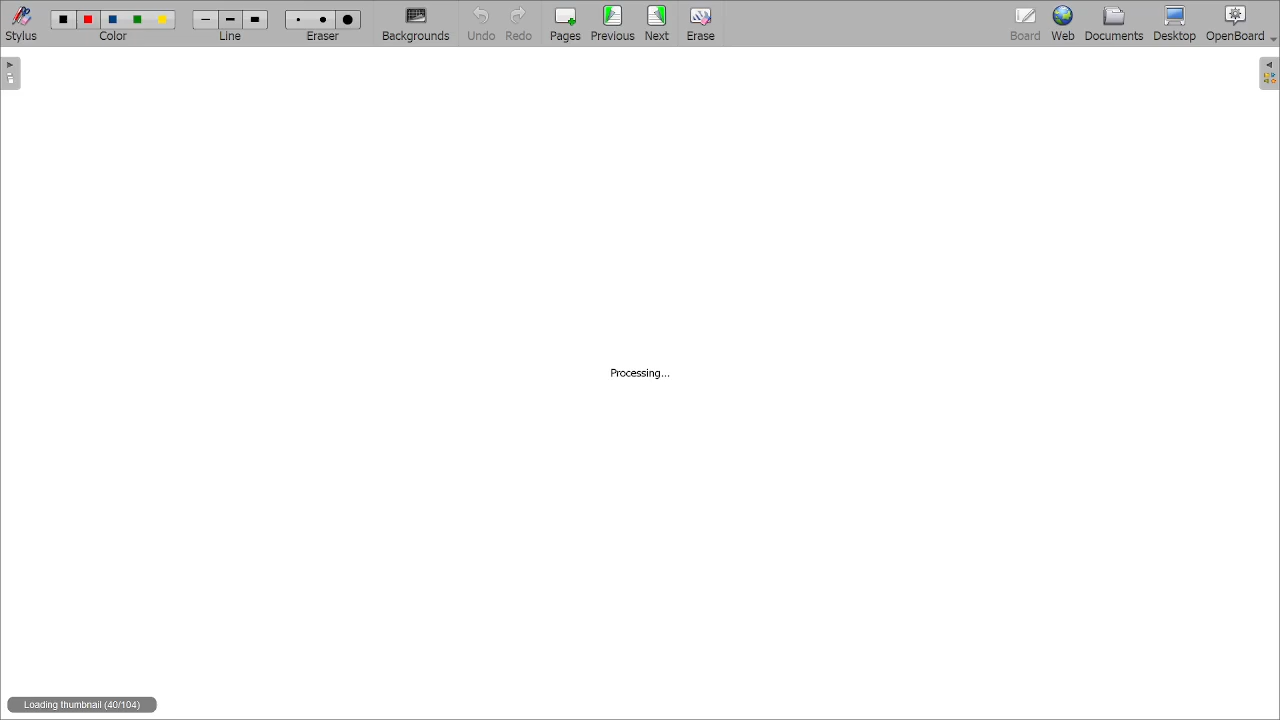 Stylus
Color
Line
Eraser
Backgrounds
Undo
Redo
Pages
Previous
Next
Erase
Board
Web
Documents
Desktop
OpenBoard
Processing...
Loading thumbnail (40/104)